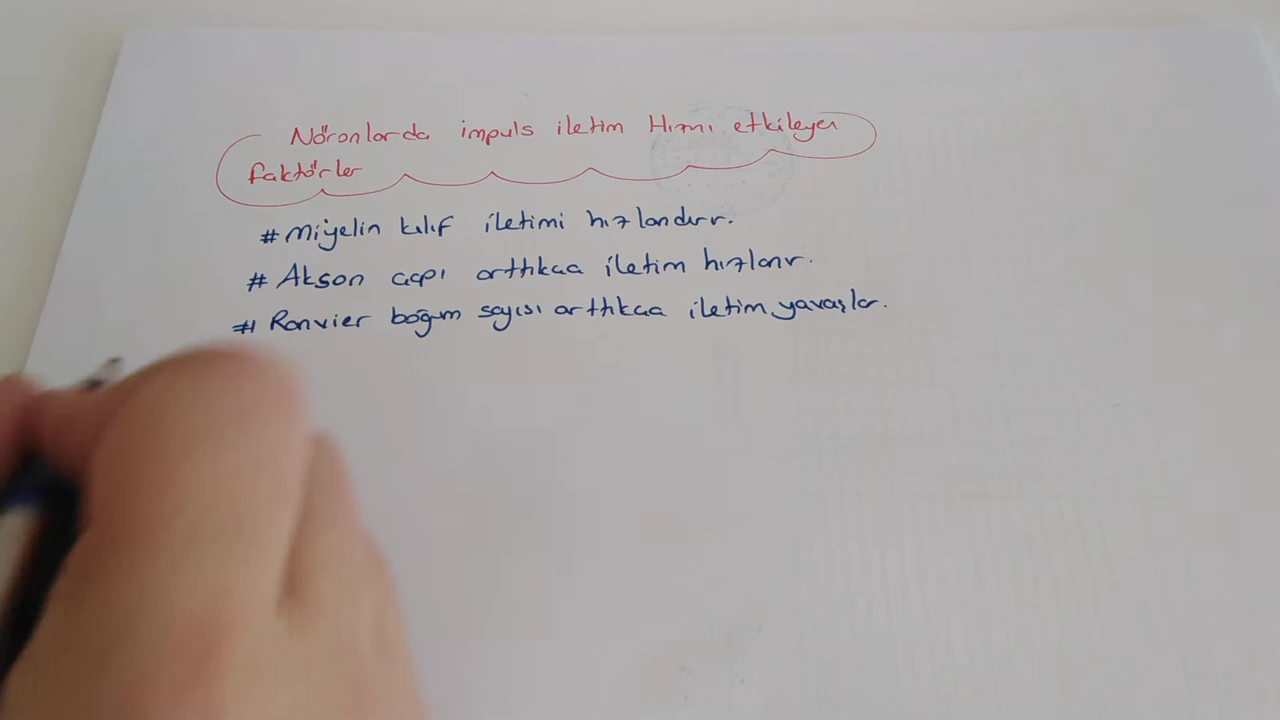 Nöronlarda impuls iletim Hızını etkileyen
faktörler
# Miyelin kılıf iletimi hızlandırır.
# Akson çapı arttıkça iletim hızlanır.
# Ranvier boğum sayısı arttıkça iletim yavaşlar.